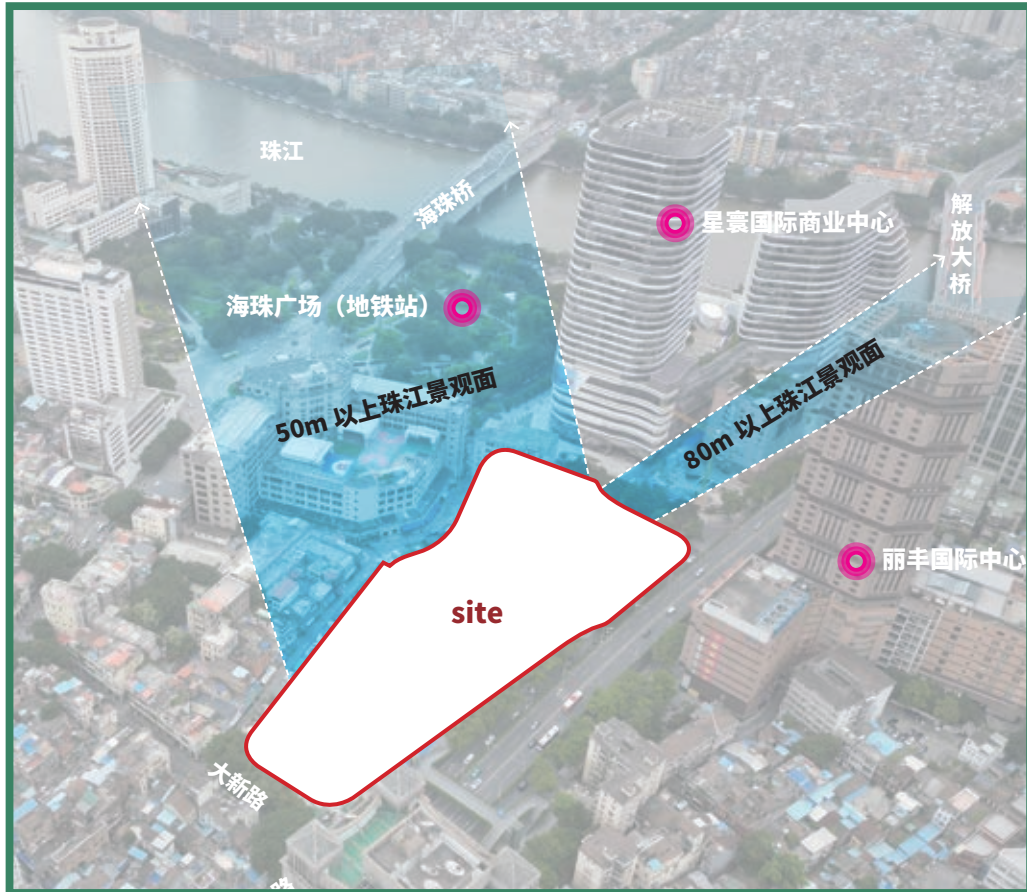 珠江
海珠桥
解放大桥
星寰国际商业中心
海珠广场（地铁站）
50m 以上珠江景观面
80m 以上珠江景观面
丽丰国际中心
site
大新路